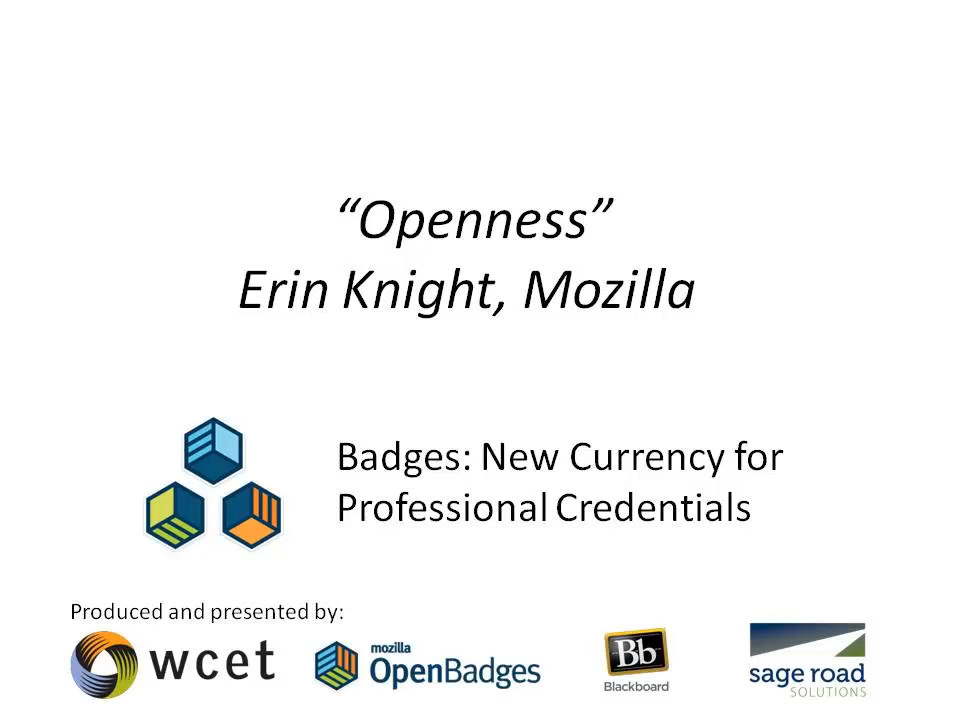 “Openness”
Erin Knight, Mozilla
Badges: New Currency for
Professional Credentials
Produced and presented by:
wcet
mozilla
OpenBadges
Bb
Blackboard
sage road
SOLUTIONS